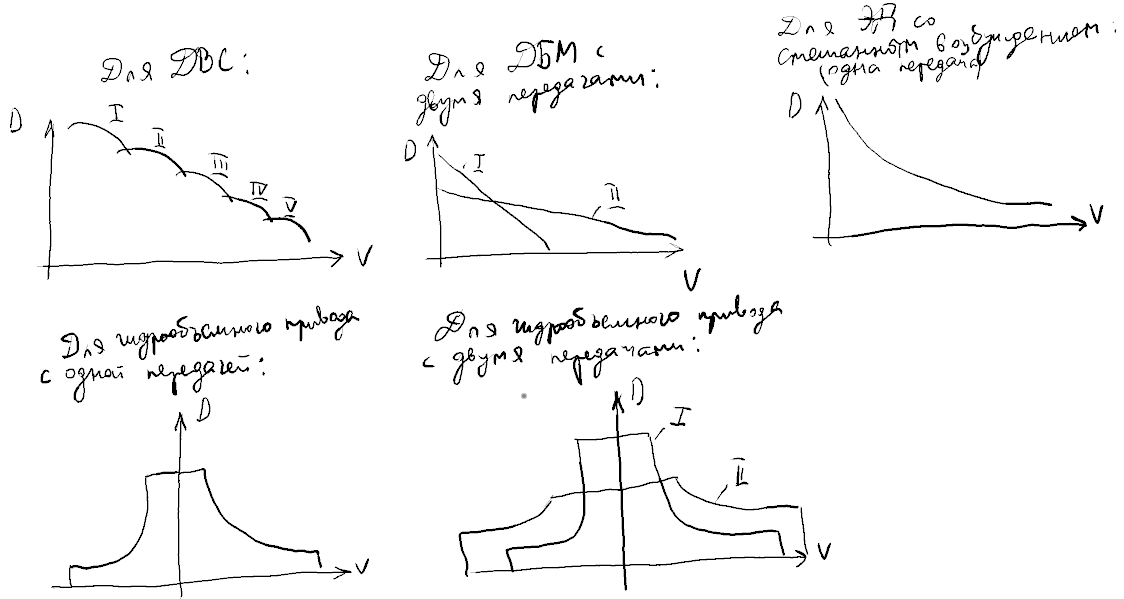 Для ДВС:
D
I
II
III
IV
V
V
Для ДБМ с
двумя передачами:
D
I
II
V
Для ЭД со
смешанным возбуждением:
(одна передача)
D
V
Для гидрообъемного привода
с одной передачей:
D
V
Для гидрообъемного привода
с двумя передачами:
D
I
II
V